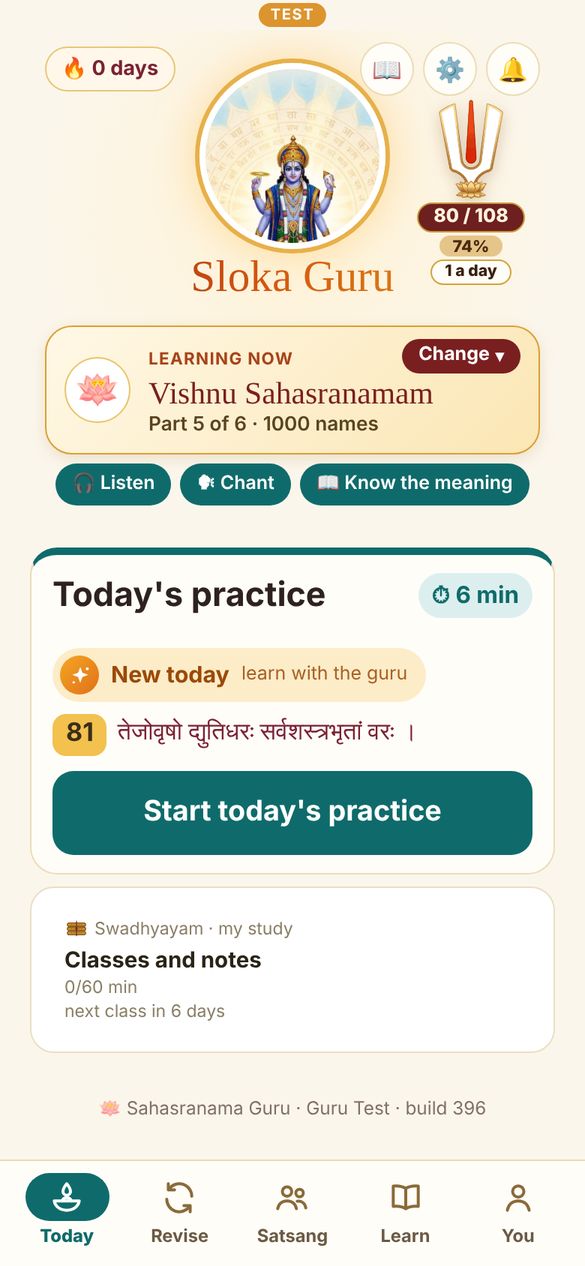 TEST
0 days
80 / 108
74%
1 a day
Sloka Guru
LEARNING NOW
Change ▾
Vishnu Sahasranamam
Part 5 of 6 · 1000 names
Listen
Chant
Know the meaning
Today's practice
6 min
New today learn with the guru
81 तेजोवृषो द्युतिधरः सर्वशस्त्रभृतां वरः ।
Start today's practice
Swadhyayam · my study
Classes and notes
0/60 min
next class in 6 days
Sahasranama Guru · Guru Test · build 396
Today
Revise
Satsang
Learn
You